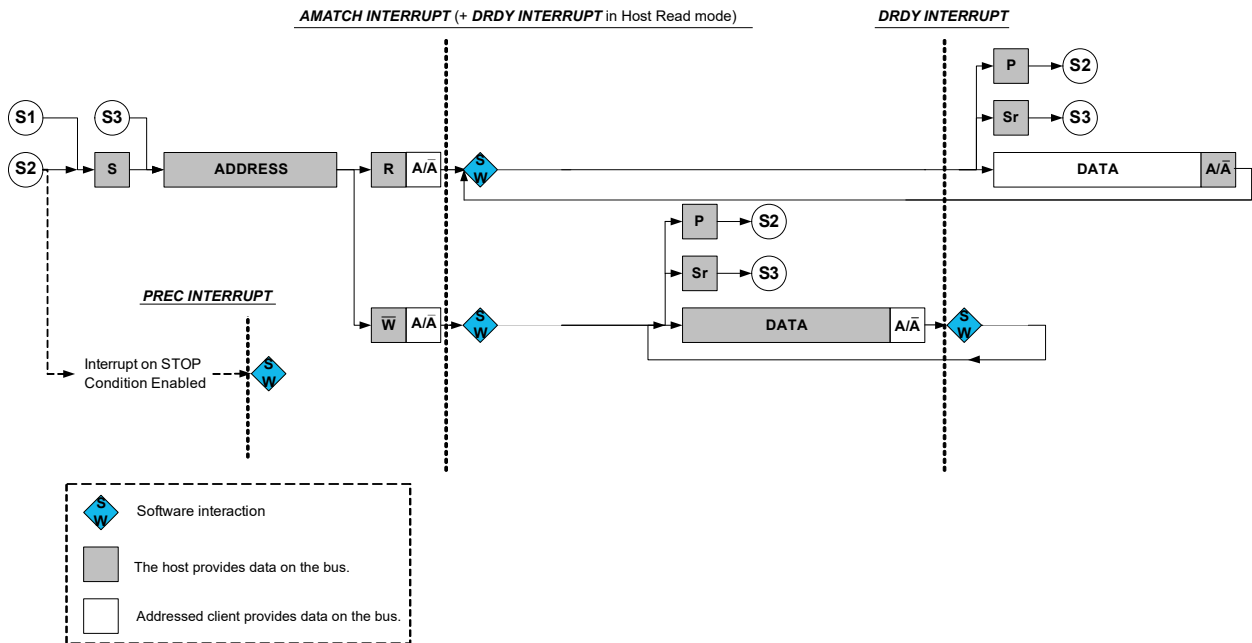 AMATCH INTERRUPT (+ DRDY INTERRUPT in Host Read mode)
DRDY INTERRUPT
P
S2
S1
S3
Sr
S3
S2
S
ADDRESS
R
A/Ā
S
W
DATA
A/Ā
P
S2
Sr
S3
PREC INTERRUPT
W̅
A/Ā
S
W
DATA
A/Ā
S
W
Interrupt on STOP
Condition Enabled
S
W
S
W
Software interaction
The host provides data on the bus.
Addressed client provides data on the bus.